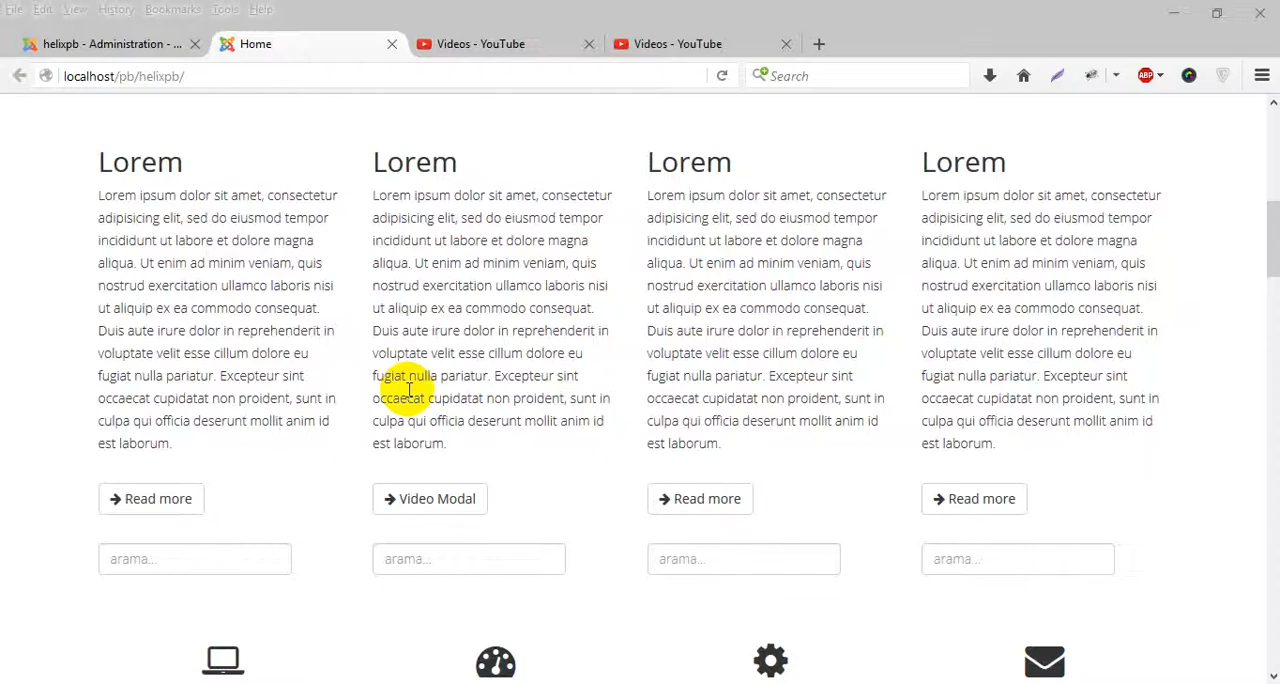 File Edit View History Bookmarks Tools Help
helixpb - Administration - ... Home Videos - YouTube Videos - YouTube
localhost/pb/helixpb/ Search ABP
Lorem
Lorem ipsum dolor sit amet, consectetur
adipisicing elit, sed do eiusmod tempor
incididunt ut labore et dolore magna
aliqua. Ut enim ad minim veniam, quis
nostrud exercitation ullamco laboris nisi
ut aliquip ex ea commodo consequat.
Duis aute irure dolor in reprehenderit in
voluptate velit esse cillum dolore eu
fugiat nulla pariatur. Excepteur sint
occaecat cupidatat non proident, sunt in
culpa qui officia deserunt mollit anim id
est laborum.
Read more
arama...
Lorem
Lorem ipsum dolor sit amet, consectetur
adipisicing elit, sed do eiusmod tempor
incididunt ut labore et dolore magna
aliqua. Ut enim ad minim veniam, quis
nostrud exercitation ullamco laboris nisi
ut aliquip ex ea commodo consequat.
Duis aute irure dolor in reprehenderit in
voluptate velit esse cillum dolore eu
fugiat nulla pariatur. Excepteur sint
occaecat cupidatat non proident, sunt in
culpa qui officia deserunt mollit anim id
est laborum.
Video Modal
arama...
Lorem
Lorem ipsum dolor sit amet, consectetur
adipisicing elit, sed do eiusmod tempor
incididunt ut labore et dolore magna
aliqua. Ut enim ad minim veniam, quis
nostrud exercitation ullamco laboris nisi
ut aliquip ex ea commodo consequat.
Duis aute irure dolor in reprehenderit in
voluptate velit esse cillum dolore eu
fugiat nulla pariatur. Excepteur sint
occaecat cupidatat non proident, sunt in
culpa qui officia deserunt mollit anim id
est laborum.
Read more
arama...
Lorem
Lorem ipsum dolor sit amet, consectetur
adipisicing elit, sed do eiusmod tempor
incididunt ut labore et dolore magna
aliqua. Ut enim ad minim veniam, quis
nostrud exercitation ullamco laboris nisi
ut aliquip ex ea commodo consequat.
Duis aute irure dolor in reprehenderit in
voluptate velit esse cillum dolore eu
fugiat nulla pariatur. Excepteur sint
occaecat cupidatat non proident, sunt in
culpa qui officia deserunt mollit anim id
est laborum.
Read more
arama...